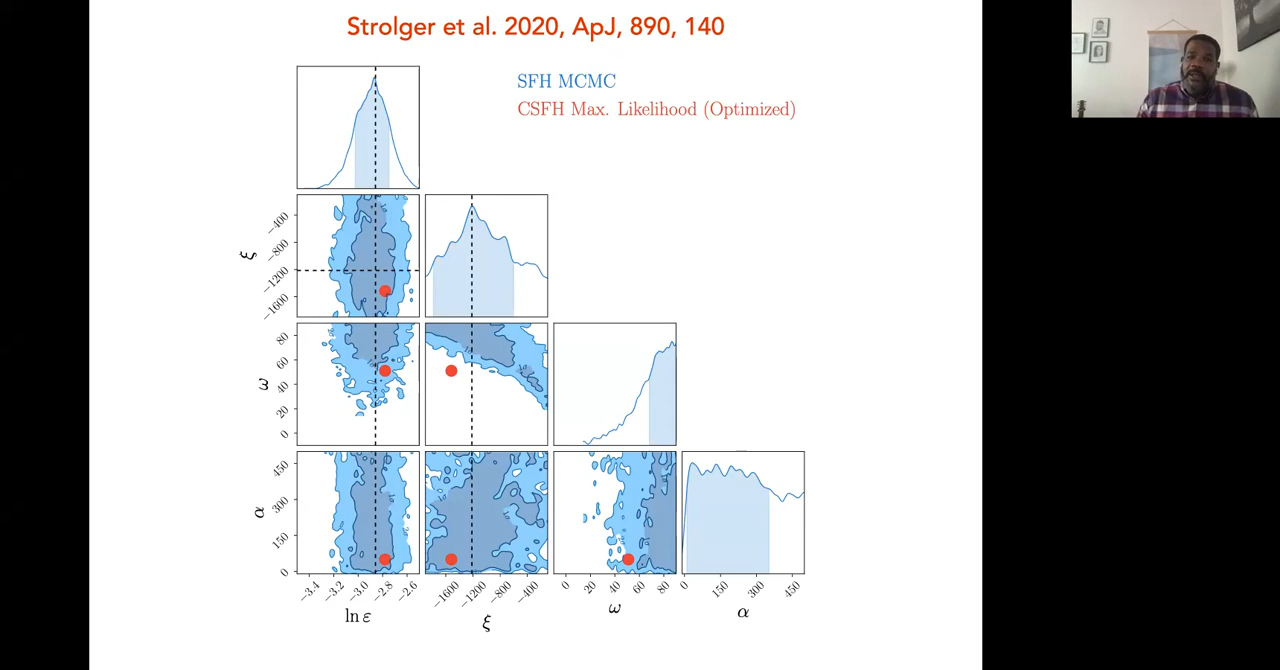 Strolger et al. 2020, ApJ, 890, 140
SFH MCMC
CSFH Max. Likelihood (Optimized)
ξ
−400
−800
−1200
−1600
ω
80
60
40
20
0
α
450
300
150
0
−3.4 −3.2 −3.0 −2.8 −2.6
−1600 −1200 −800 −400
0 20 40 60 80
0 150 300 450
ln ε
ξ
ω
α